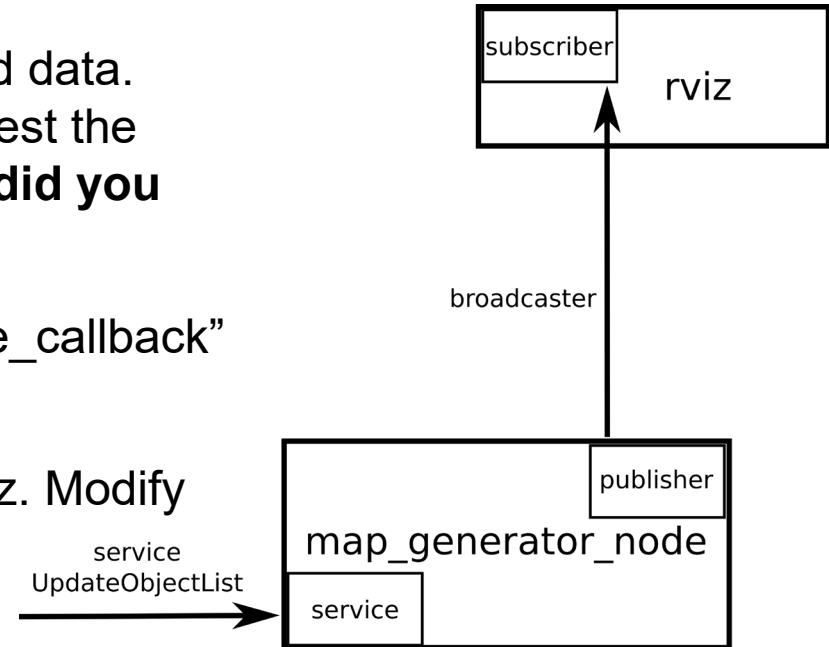 d data.
est the
did you
e_callback”
z. Modify
subscriber
rviz
broadcaster
publisher
map_generator_node
service
UpdateObjectList
service